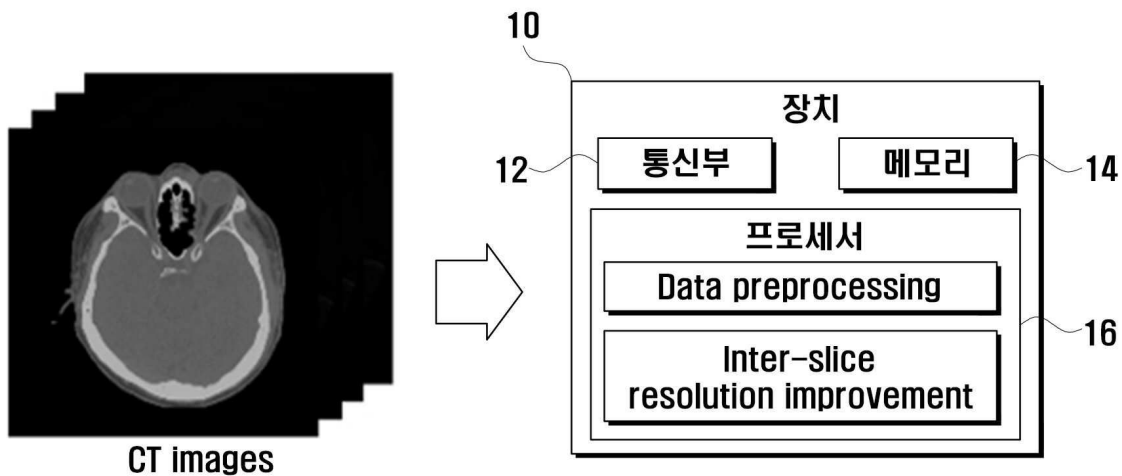 10
장치
12
통신부
메모리
14
프로세서
Data preprocessing
Inter-slice
resolution improvement
16
CT images